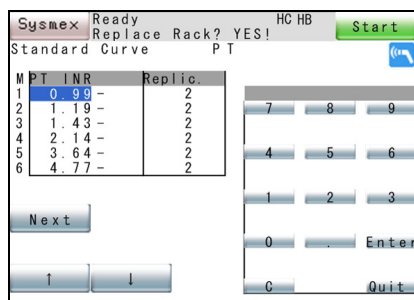 Sysmex Ready HC HB Start
Replace Rack? YES!
Standard Curve PT
M PT INR Replic.
1 0.99 - 2
2 1.19 - 2
3 1.43 - 2
4 2.14 - 2
5 3.64 - 2
6 4.77 - 2
7 8 9
4 5 6
1 2 3
Next
0 . Enter
↑ ↓
C Quit